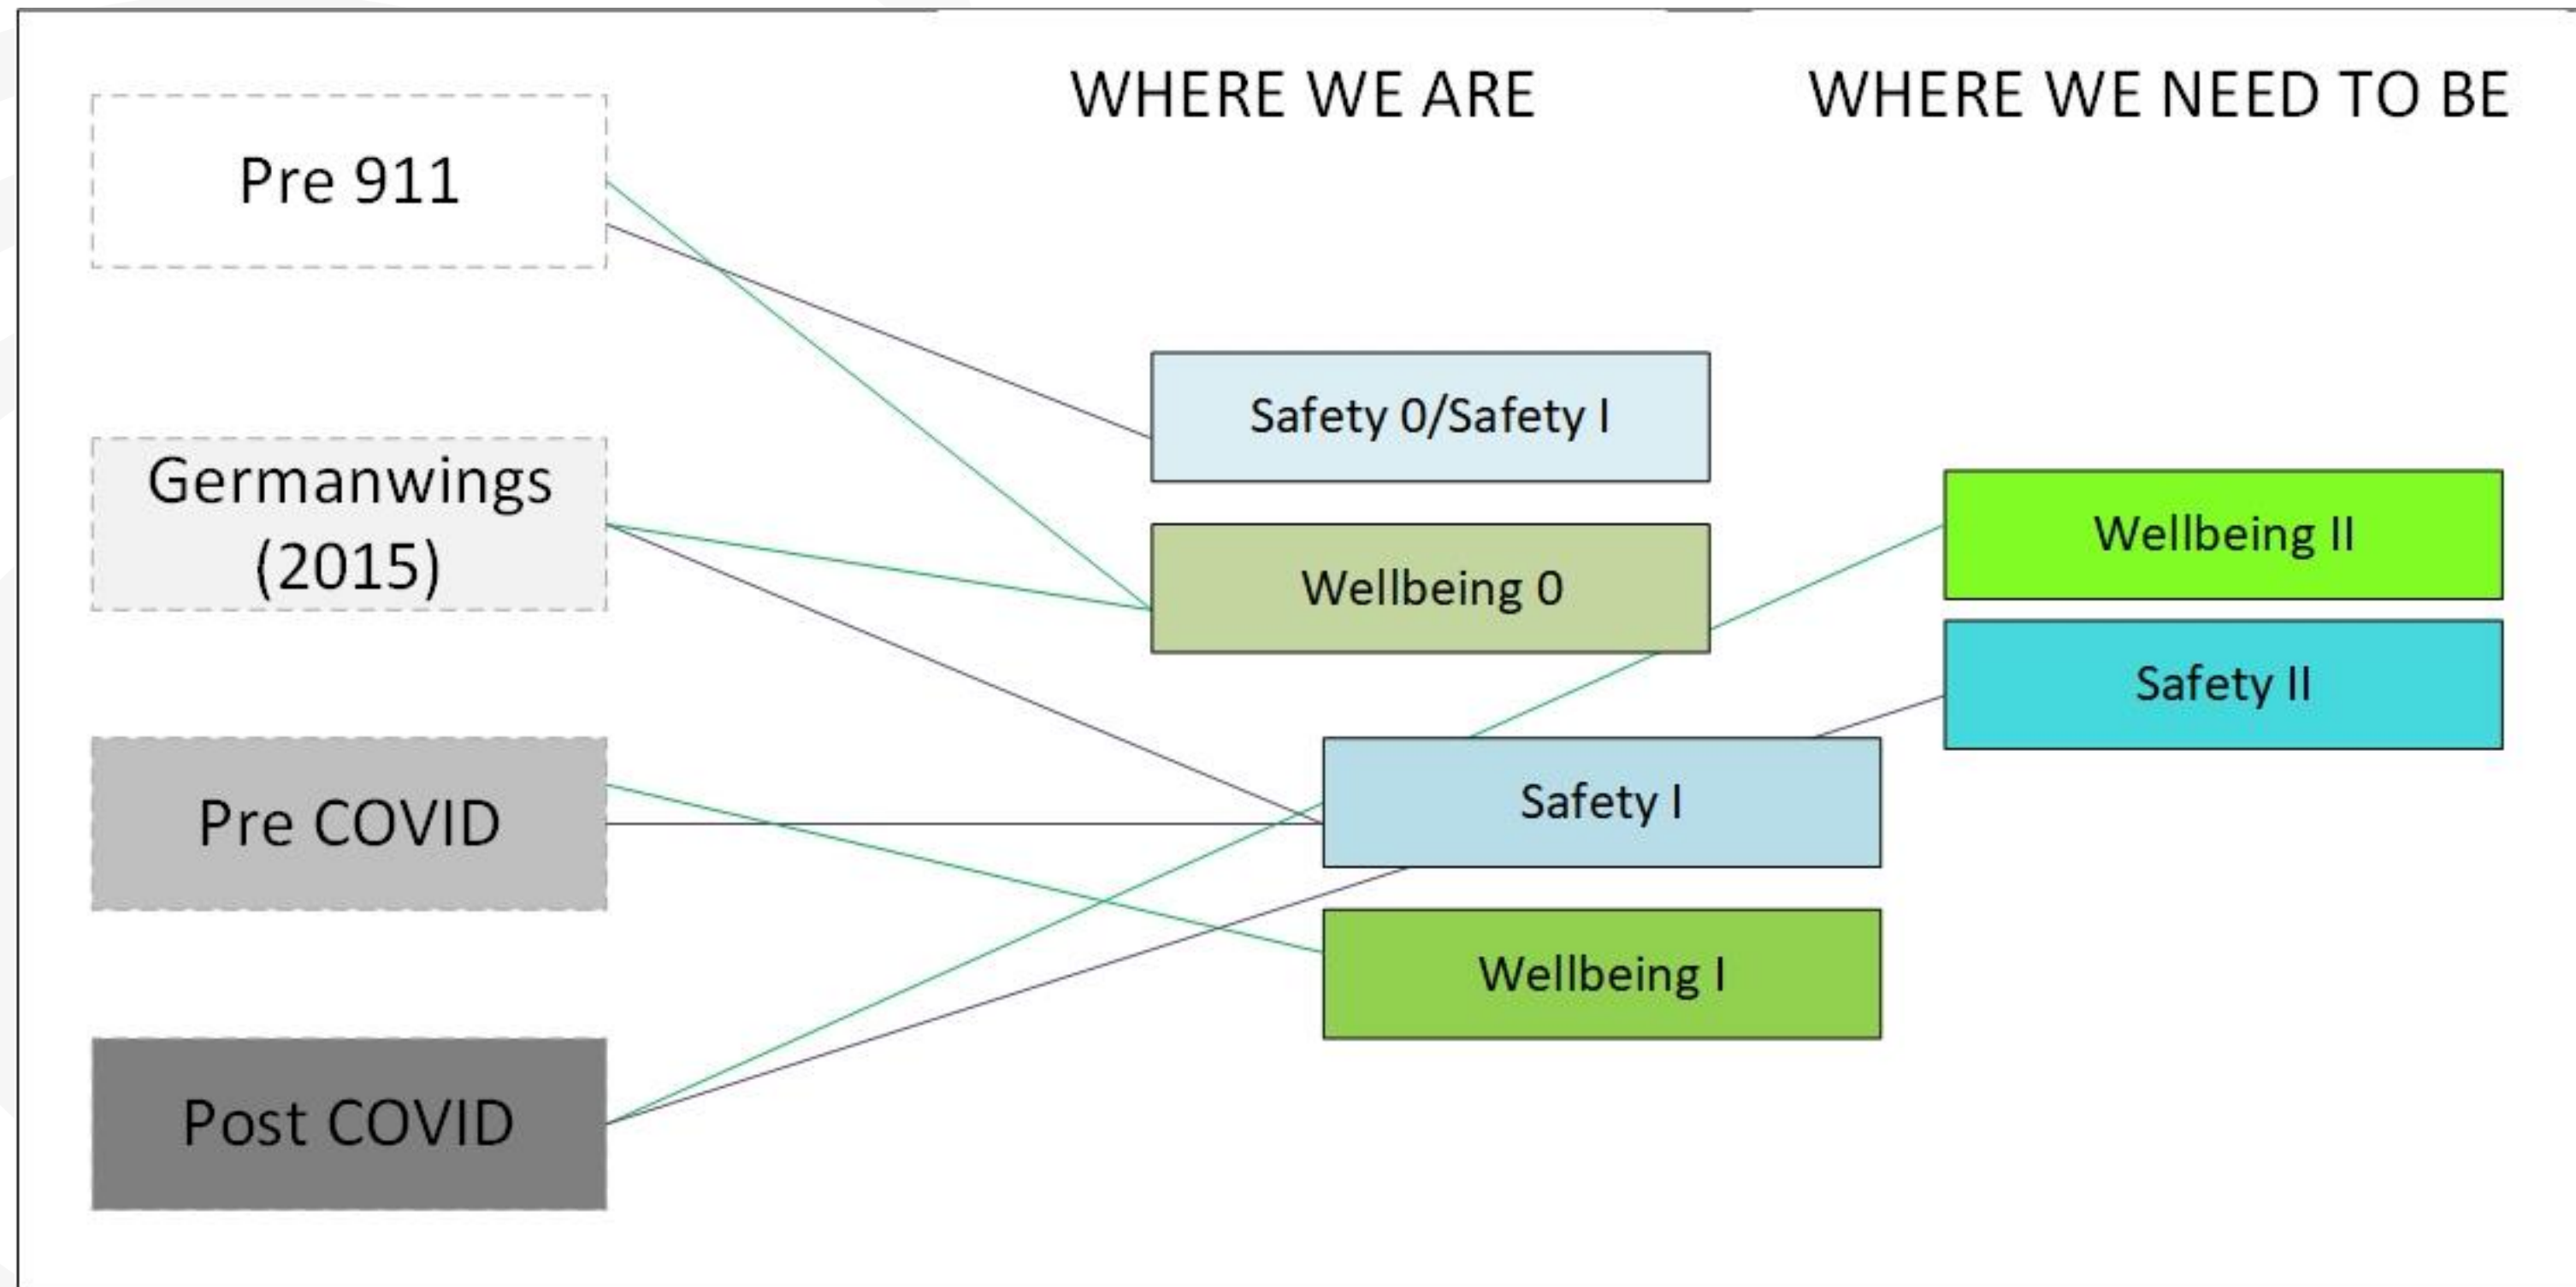 WHERE WE ARE
WHERE WE NEED TO BE
Pre 911
Germanwings
(2015)
Pre COVID
Post COVID
Safety 0/Safety I
Wellbeing 0
Safety I
Wellbeing I
Wellbeing II
Safety II